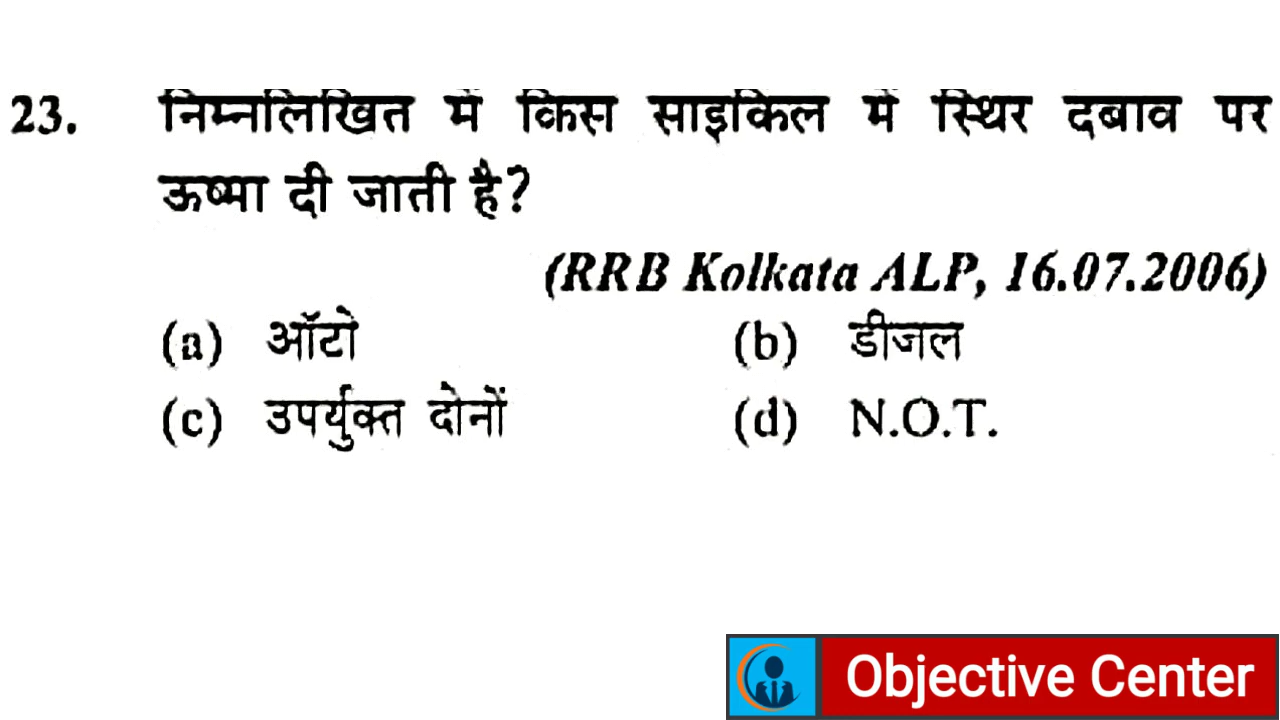 23. निम्नलिखित में किस साइकिल में स्थिर दबाव पर
ऊष्मा दी जाती है?
(RRB Kolkata ALP, 16.07.2006)
(a) ऑटो (b) डीजल
(c) उपर्युक्त दोनों (d) N.O.T.
Objective Center